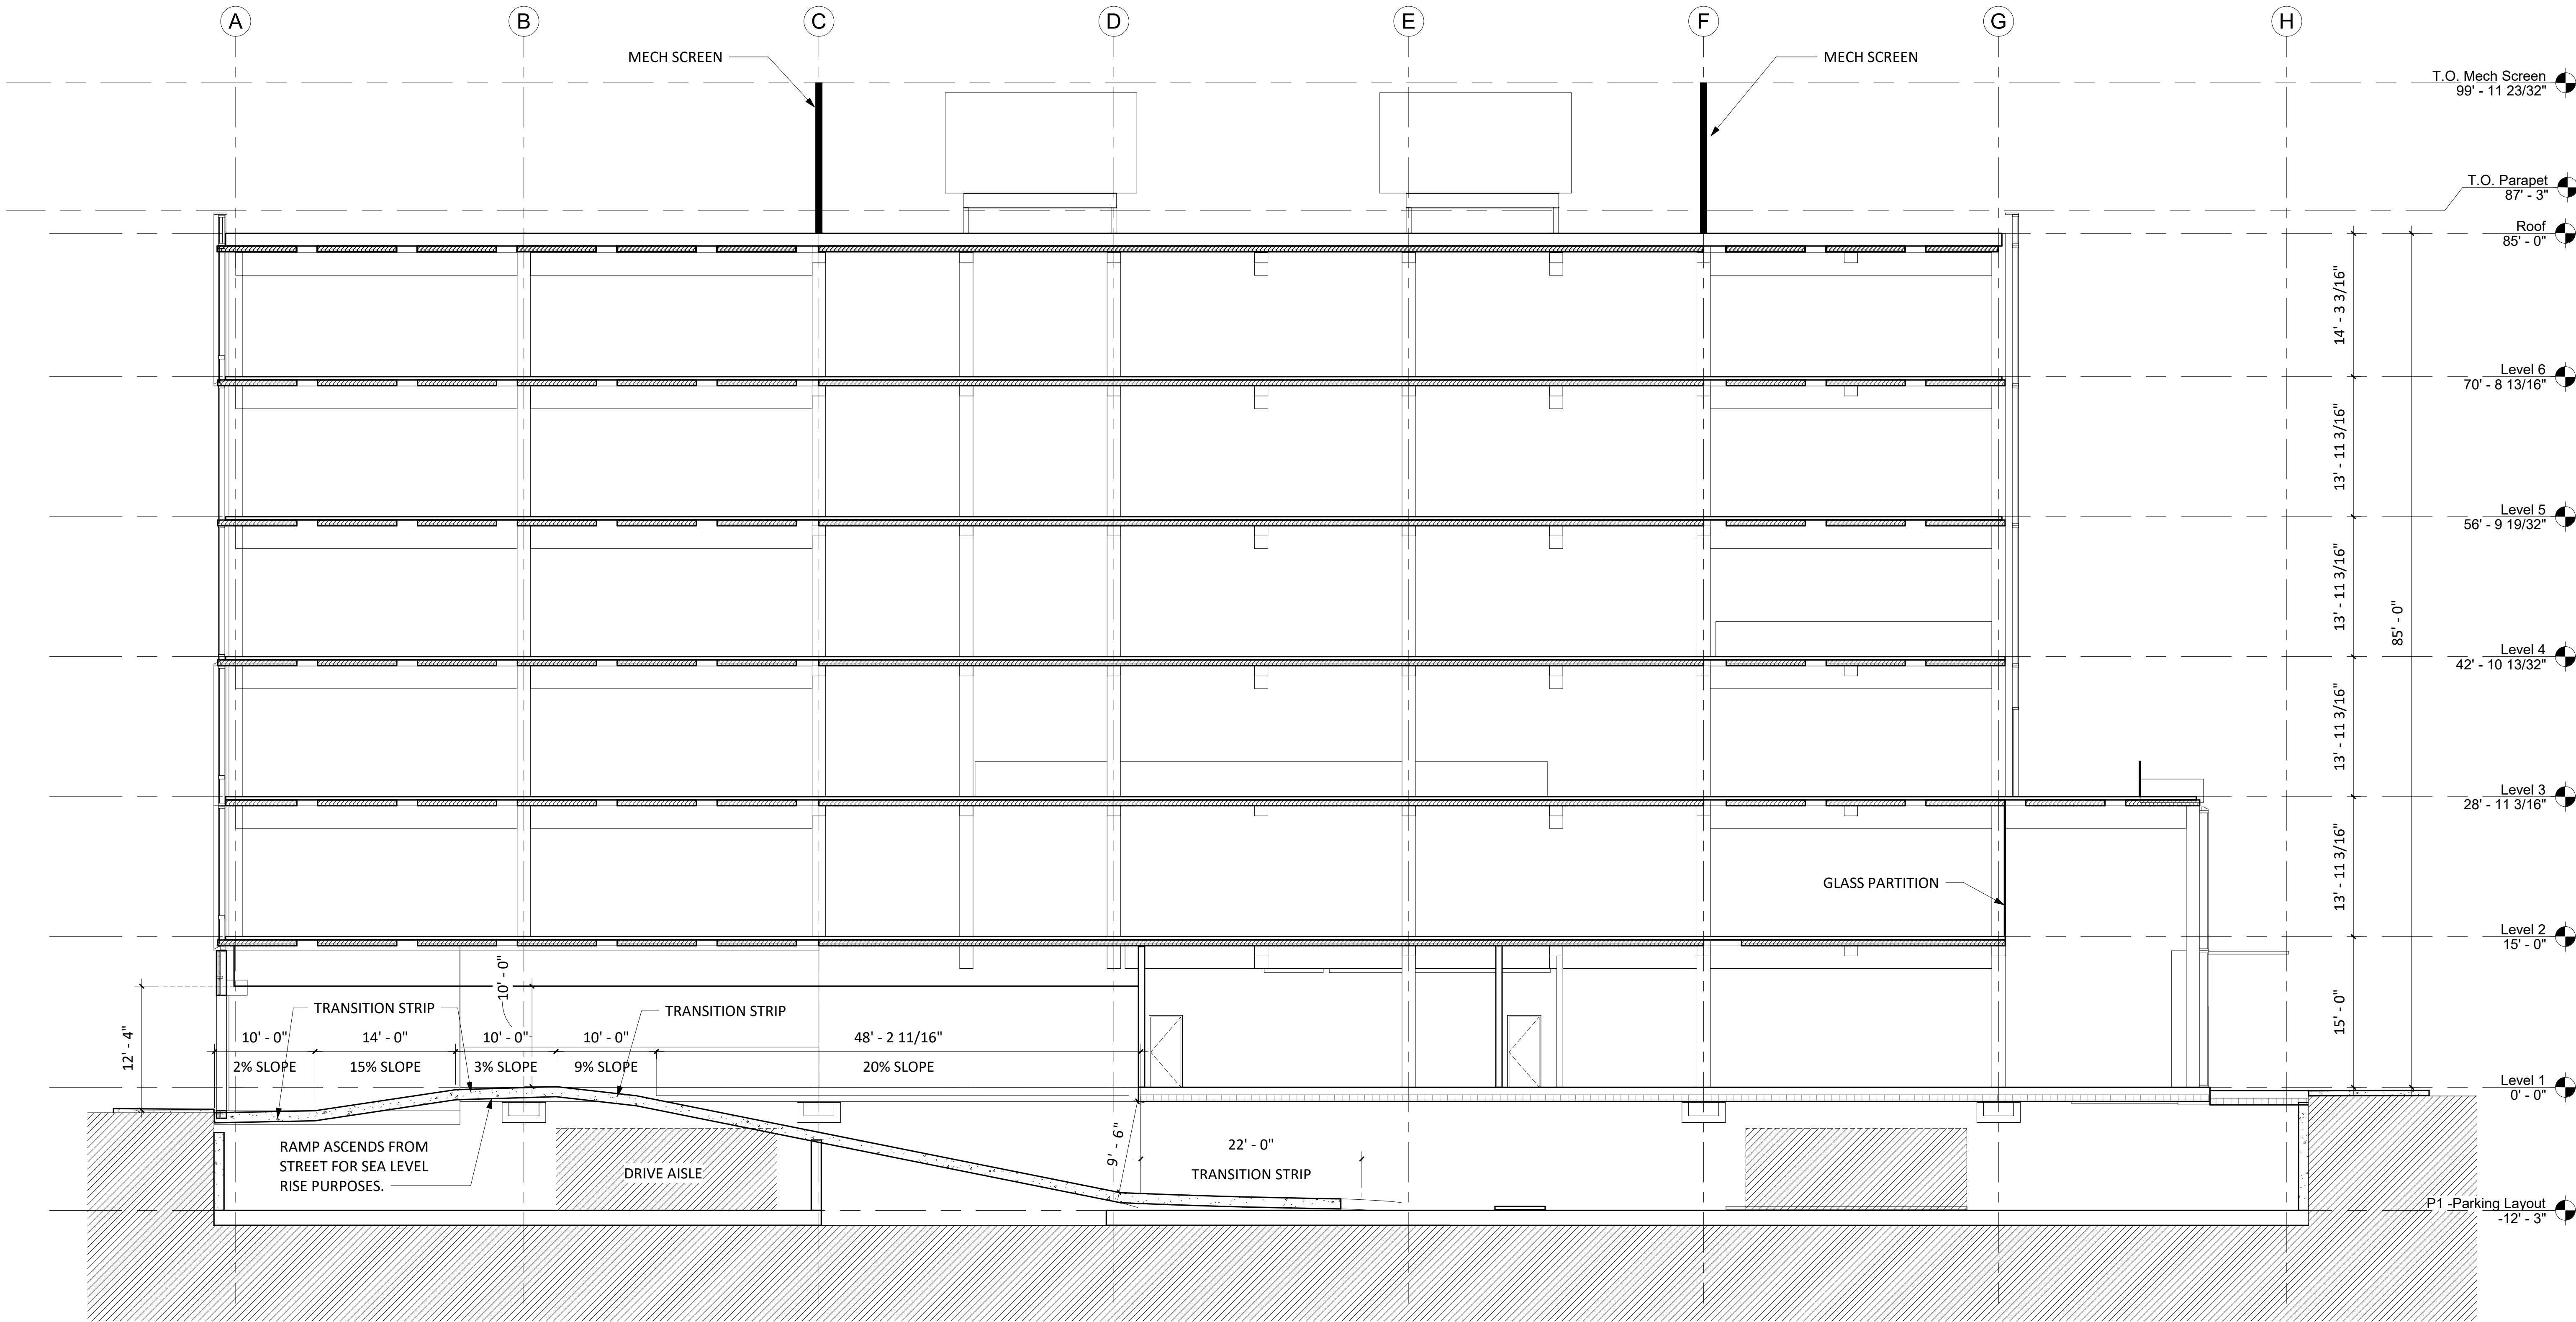 A
B
C
D
E
F
G
H
MECH SCREEN
MECH SCREEN
T.O. Mech Screen
99' - 11 23/32"
T.O. Parapet
87' - 3"
Roof
85' - 0"
14' - 3 3/16"
Level 6
70' - 8 13/16"
13' - 11 3/16"
Level 5
56' - 9 19/32"
13' - 11 3/16"
85' - 0"
Level 4
42' - 10 13/32"
13' - 11 3/16"
Level 3
28' - 11 3/16"
13' - 11 3/16"
GLASS PARTITION
Level 2
15' - 0"
10' - 0"
15' - 0"
12' - 4"
TRANSITION STRIP
TRANSITION STRIP
10' - 0"
14' - 0"
10' - 0"
10' - 0"
48' - 2 11/16"
2% SLOPE
15% SLOPE
3% SLOPE
9% SLOPE
20% SLOPE
Level 1
0' - 0"
RAMP ASCENDS FROM
STREET FOR SEA LEVEL
RISE PURPOSES.
DRIVE AISLE
9' - 6"
22' - 0"
TRANSITION STRIP
P1 -Parking Layout
-12' - 3"